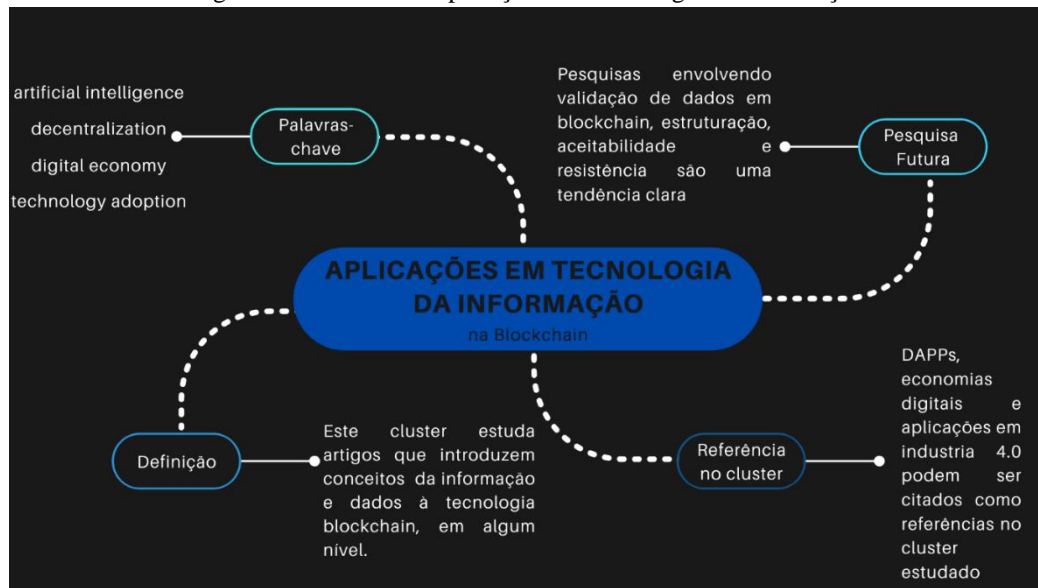 artificial intelligence
decentralization
digital economy
technology adoption
Palavras-
chave
Pesquisas envolvendo
validação de dados em
blockchain, estruturação,
aceitabilidade e
resistência são uma
tendência clara
Pesquisa
Futura
APLICAÇÕES EM TECNOLOGIA
DA INFORMAÇÃO
na Blockchain
Definição
Este cluster estuda
artigos que introduzem
conceitos da informação
e dados à tecnologia
blockchain, em algum
nível.
Referência
no cluster
DAPPs,
economias
digitais e
aplicações em
industria 4.0
podem ser
citados como
referências no
cluster
estudado